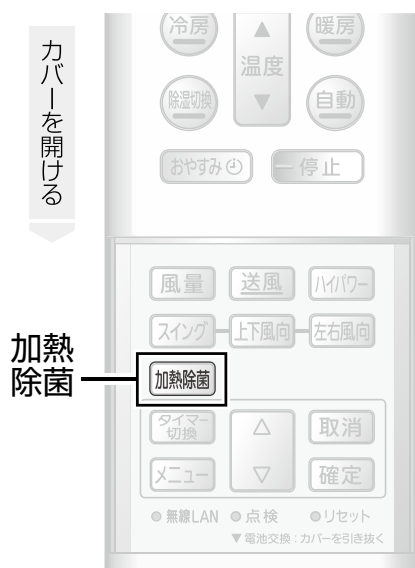 カバーを開ける
冷房
▲
暖房
温度
除湿切換
▼
自動
おやすみ
停止
風量
送風
ハイパワー
スイング
上下風向
左右風向
加熱
除菌
加熱除菌
タイマー
切換
△
取消
メニュー
▽
確定
無線LAN
点検
リセット
▼電池交換：カバーを引き抜く